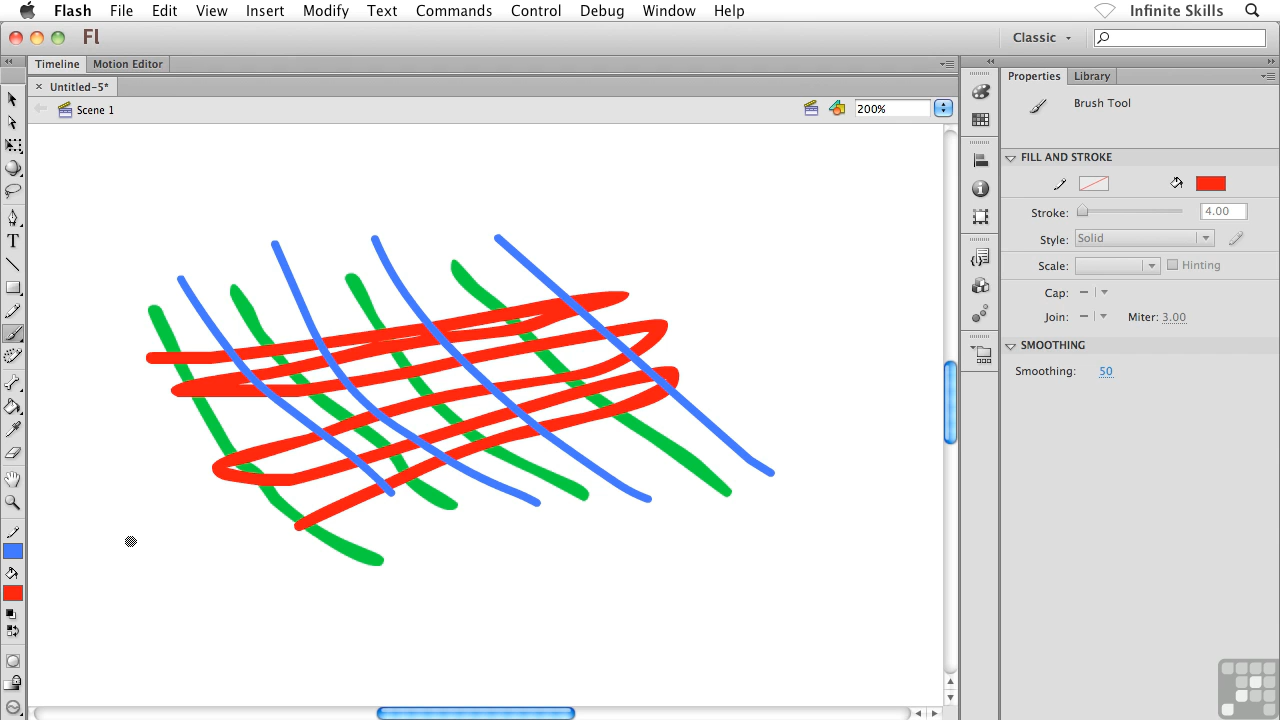 Flash File Edit View Insert Modify Text Commands Control Debug Window Help Infinite Skills
Fl Classic
Timeline Motion Editor
Properties Library
Untitled-5*
Scene 1
200%
Brush Tool
FILL AND STROKE
Stroke: 4.00
Style: Solid
Scale: Hinting
Cap:
Join: Miter: 3.00
SMOOTHING
Smoothing: 50
T